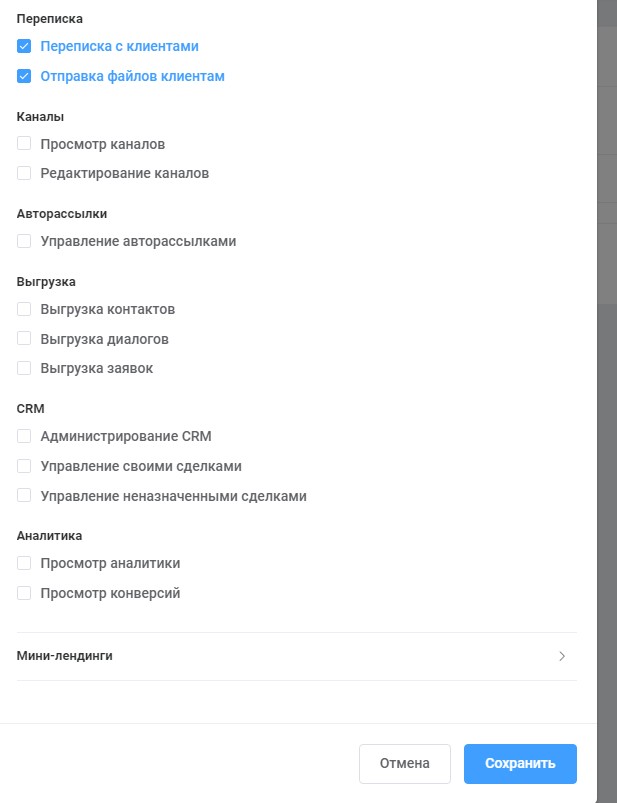 Переписка
Переписка с клиентами
Отправка файлов клиентам
Каналы
Просмотр каналов
Редактирование каналов
Авторассылки
Управление авторассылками
Выгрузка
Выгрузка контактов
Выгрузка диалогов
Выгрузка заявок
CRM
Администрирование CRM
Управление своими сделками
Управление неназначенными сделками
Аналитика
Просмотр аналитики
Просмотр конверсий
Мини-лендинги
Отмена
Сохранить